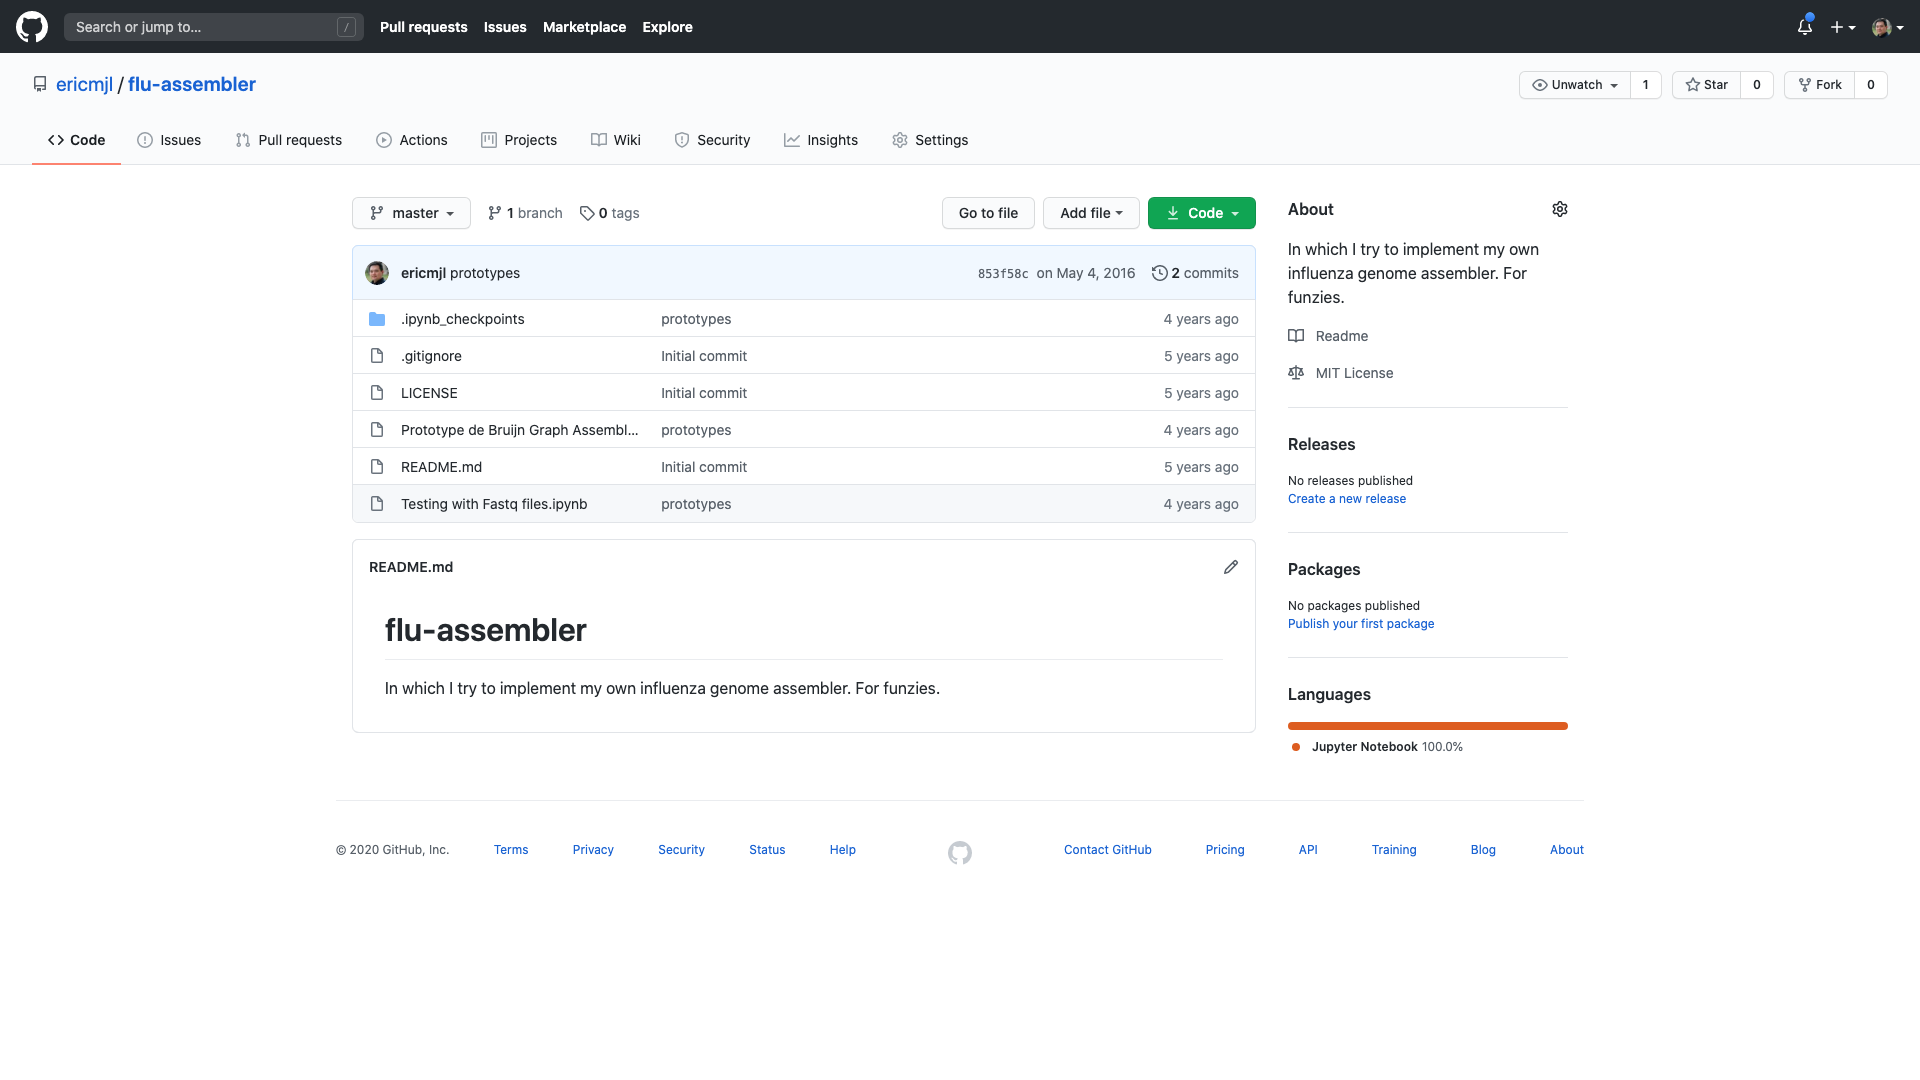 Search or jump to... /
Pull requests Issues Marketplace Explore
ericmjl / flu-assembler
Unwatch 1 Star 0 Fork 0
Code Issues Pull requests Actions Projects Wiki Security Insights Settings
master 1 branch 0 tags Go to file Add file Code
ericmjl prototypes 853f58c on May 4, 2016 2 commits
.ipynb_checkpoints prototypes 4 years ago
.gitignore Initial commit 5 years ago
LICENSE Initial commit 5 years ago
Prototype de Bruijn Graph Assembl... prototypes 4 years ago
README.md Initial commit 5 years ago
Testing with Fastq files.ipynb prototypes 4 years ago
README.md
flu-assembler
In which I try to implement my own influenza genome assembler. For funzies.
About
In which I try to implement my own
influenza genome assembler. For
funzies.
Readme
MIT License
Releases
No releases published
Create a new release
Packages
No packages published
Publish your first package
Languages
Jupyter Notebook 100.0%
© 2020 GitHub, Inc. Terms Privacy Security Status Help Contact GitHub Pricing API Training Blog About